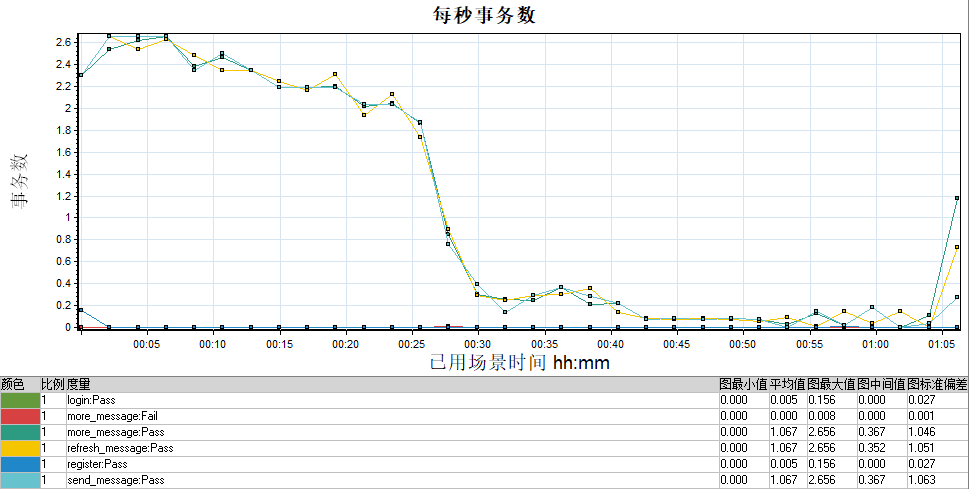 每秒事务数
2.6
2.4
2.2
2
1.8
1.6
1.4
1.2
1
0.8
0.6
0.4
0.2
0
事务数
00:05 00:10 00:15 00:20 00:25 00:30 00:35 00:40 00:45 00:50 00:55 01:00 01:05
已用场景时间 hh:mm
颜色 比例 度量 图最小值 平均值 图最大值 图中间值 图标准偏差
1 login:Pass 0.000 0.005 0.156 0.000 0.027
1 more_message:Fail 0.000 0.000 0.008 0.000 0.001
1 more_message:Pass 0.000 1.067 2.656 0.367 1.046
1 refresh_message:Pass 0.000 1.067 2.656 0.352 1.051
1 register:Pass 0.000 0.005 0.156 0.000 0.027
1 send_message:Pass 0.000 1.067 2.656 0.367 1.063